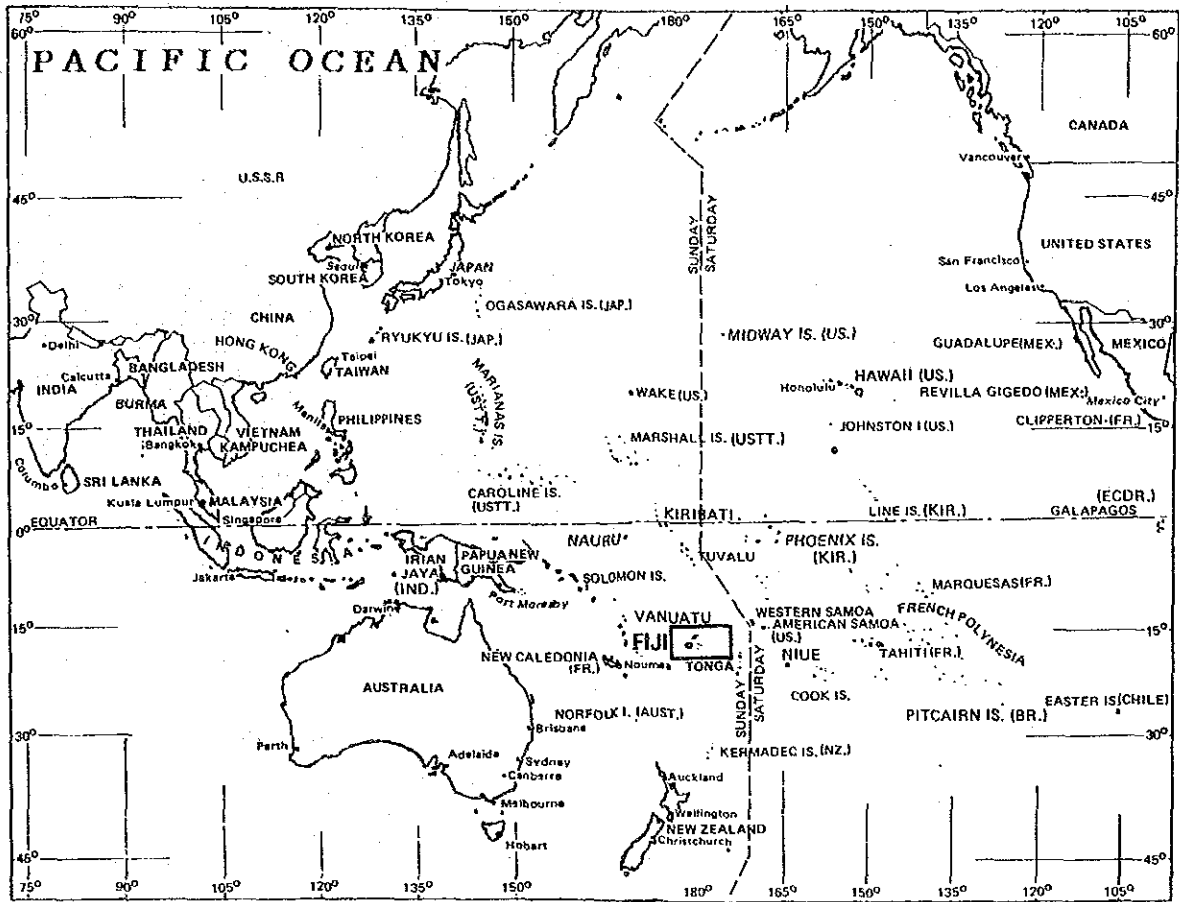 75° 90° 105° 120° 135° 150° 180° 165° 150° 135° 120° 105°
60° 60°
PACIFIC OCEAN
CANADA
Vancouver
U.S.S.R
45° 45°
SUNDAY
SATURDAY
NORTH KOREA
UNITED STATES
Seoul
SOUTH KOREA
JAPAN
Tokyo
San Francisco
Los Angeles
OGASAWARA IS. (JAP.)
CHINA
30° 30°
HONG KONG
RYUKYU IS.(JAP.)
MIDWAY IS. (US.)
GUADALUPE(MEX.)
MEXICO
Delhi
Taipei
TAIWAN
BANGLADESH
Calcutta
INDIA
BURMA
MARIANAS IS.
(USTT.)
WAKE(US.)
Honolulu
HAWAII (US.)
REVILLA GIGEDO (MEX.)
Mexico City
Manila
PHILIPPINES
CLIPPERTON-(FR.)
15° 15°
THAILAND
Bangkok
VIETNAM
KAMPUCHEA
MARSHALL IS. (USTT.)
JOHNSTON I(US.)
Columbo
SRI LANKA
Kuala Lumpur
MALAYSIA
CAROLINE IS.
(USTT.)
(ECDR.)
GALAPAGOS
Singapore
KIRIBATI
LINE IS. (KIR.)
EQUATOR
0°
INDONESIA
NAURU
TUVALU
PHOENIX IS.
(KIR.)
IRIAN
JAYA
(IND.)
PAPUA NEW
GUINEA
SOLOMON IS.
Jakarta
MARQUESAS(FR.)
Port Moresby
Darwin
VANUATU
WESTERN SAMOA
AMERICAN SAMOA
(US.)
FRENCH POLYNESIA
15° 15°
FIJI
NEW CALEDONIA
(FR.)
Noumea
TONGA
NIUE
TAHITI(FR.)
AUSTRALIA
SUNDAY
SATURDAY
COOK IS.
EASTER IS(CHILE)
NORFOLK I. (AUST.)
PITCAIRN IS. (BR.)
Brisbane
30° 30°
Perth
Adelaide
KERMADEC IS. (NZ.)
Sydney
Canberra
Auckland
Melbourne
Wellington
NEW ZEALAND
Christchurch
Hobart
45° 45°
75° 90° 105° 120° 135° 150° 180° 165° 150° 135° 120° 105°